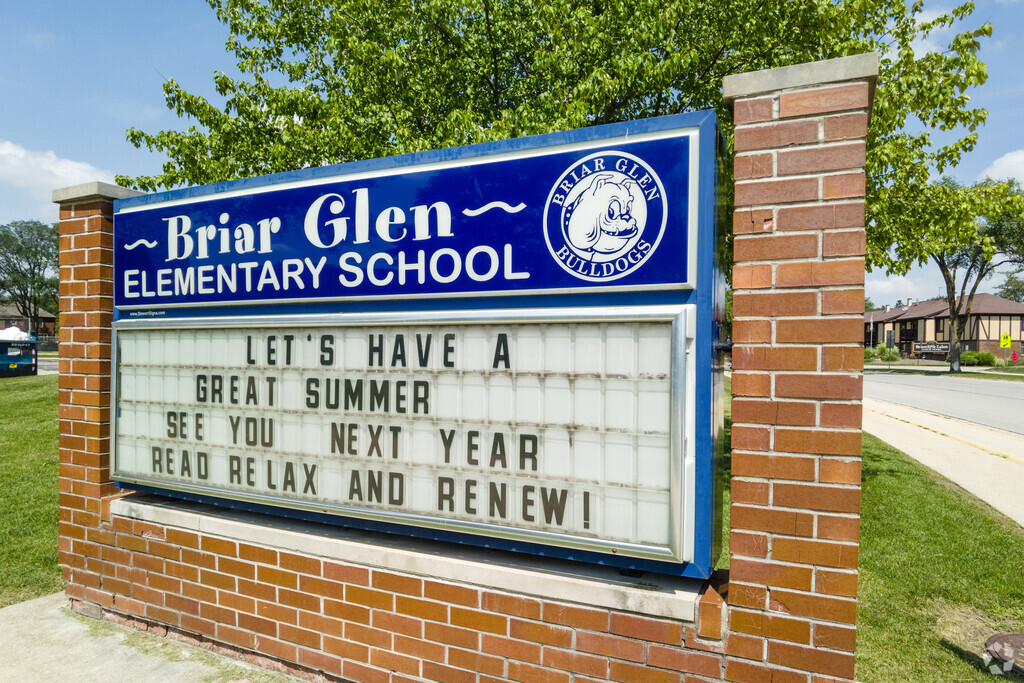 Briar Glen
ELEMENTARY SCHOOL
BRIAR GLEN
BULLDOGS
LET'S HAVE A
GREAT SUMMER
SEE YOU NEXT YEAR
READ RELAX AND RENEW!